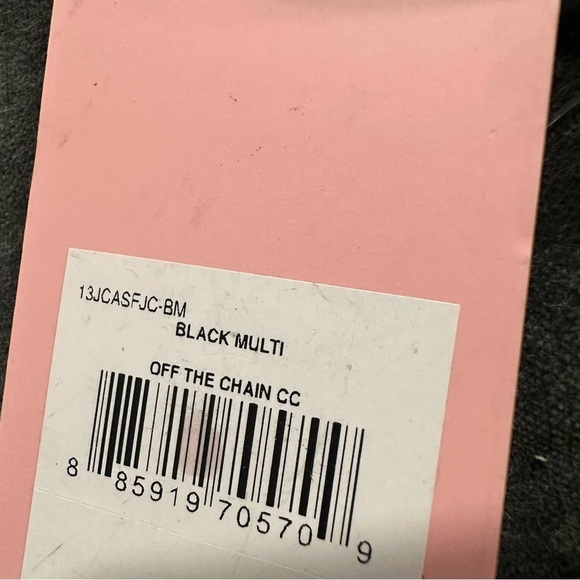 13JCASFJC-BM
BLACK MULTI
OFF THE CHAIN CC
8 85919 70570 9